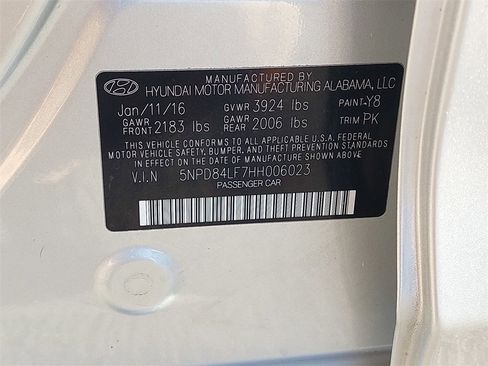 MANUFACTURED BY
HYUNDAI MOTOR MANUFACTURING ALABAMA, LLC
Jan/11/16 GVWR 3924 lbs PAINT-Y8
GAWR FRONT 2183 lbs GAWR REAR 2006 lbs TRIM PK
THIS VEHICLE CONFORMS TO ALL APPLICABLE U.S.A. FEDERAL
MOTOR VEHICLE SAFETY, BUMPER, AND THEFT PREVENTION STANDARDS
IN EFFECT ON THE DATE OF MANUFACTURE SHOWN ABOVE.
V.I.N 5NPD84LF7HH006023
PASSENGER CAR